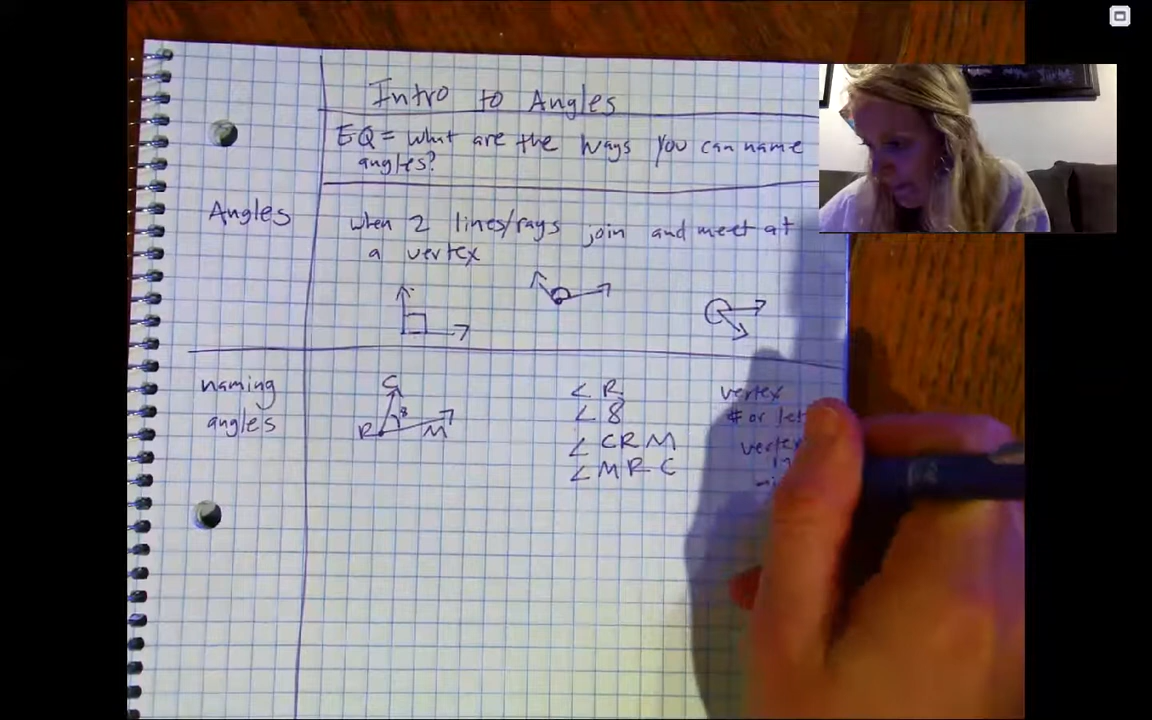 Intro to Angles
EQ = what are the ways you can name
angles?
Angles
when 2 lines/rays join and meet at
a vertex
naming
angles
C
8
R
M
∠ R
∠ 8
∠ CRM
∠ MRC
vertex
# or let
vertex